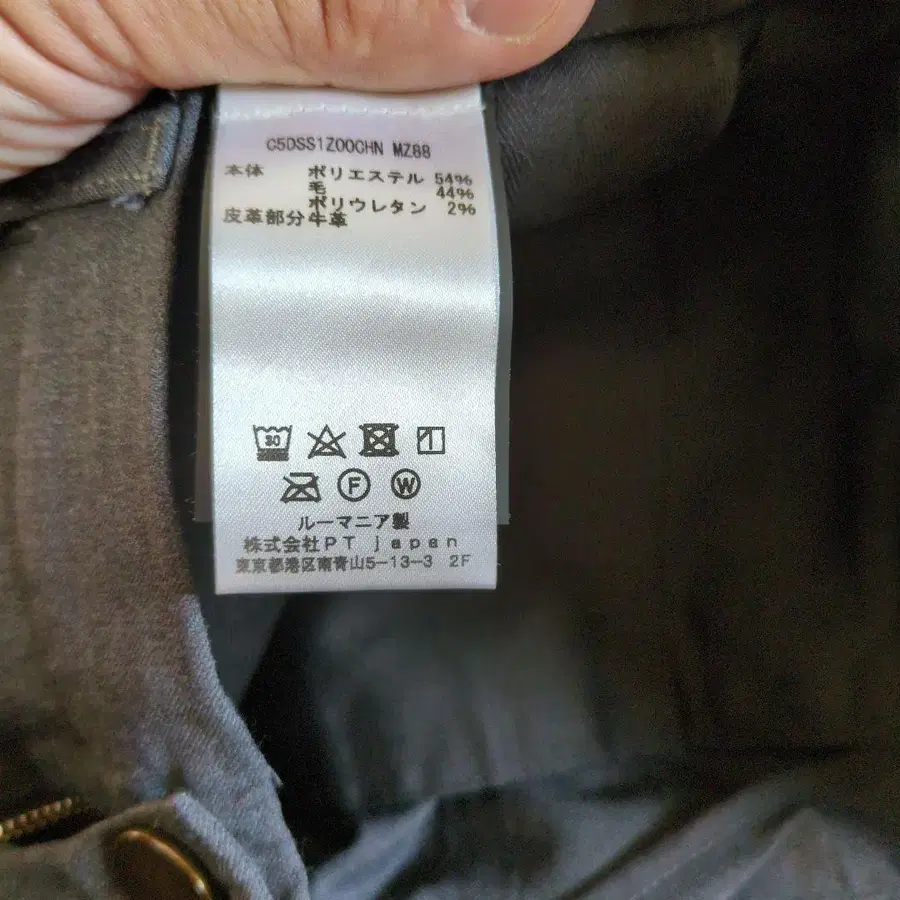 C5DSS1Z00CHN MZ88
本体 ポリエステル 54%
毛 44%
ポリウレタン 2%
皮革部分牛革
30
F W
ルーマニア製
株式会社PT japan
東京都港区南青山5-13-3 2F